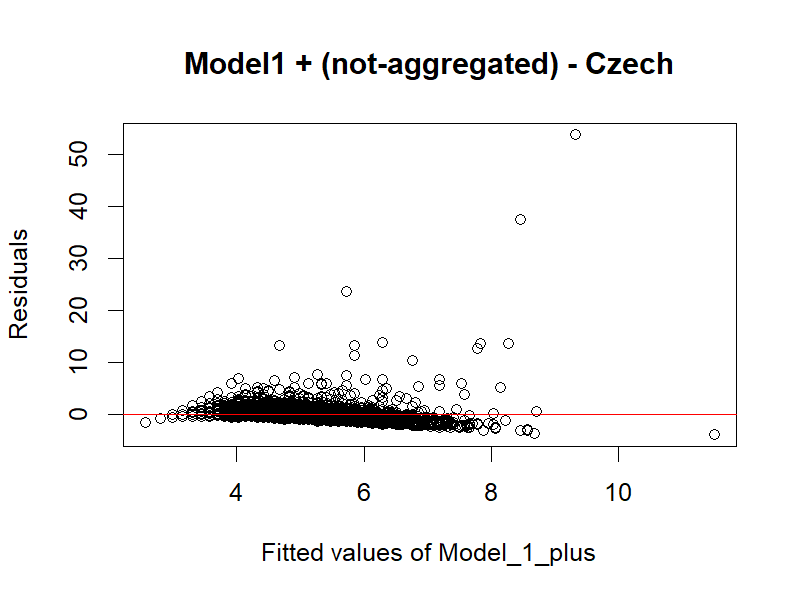 Model1 + (not-aggregated) - Czech
Residuals
50
40
30
20
10
0
4 6 8 10
Fitted values of Model_1_plus